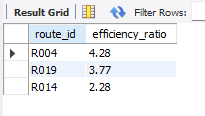 Result Grid Filter Rows:
route_id efficiency_ratio
R004 4.28
R019 3.77
R014 2.28